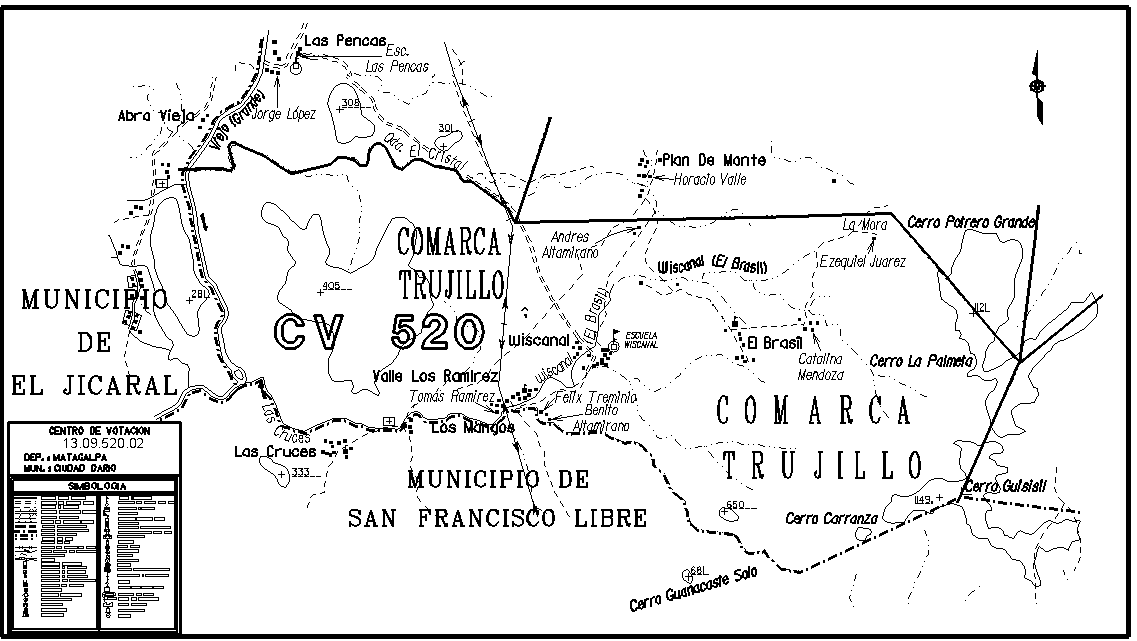 Las Pencas
Esc.
Las Pencas
Abra Vieja
Viejo (Grande)
Jorge López
308
301
Qda. El Cristal
Plan De Monte
Horacio Valle
COMARCA
TRUJILLO
Andres
Altamirano
La Mora
Ezequiel Juarez
Cerro Potrero Grande
Wiscanal (El Brasil)
MUNICIPIO
DE
EL JICARAL
281
405
CV 520
(El Brasil)
Wiscanal
ESCUELA
WISCANAL
El Brasil
Catalina
Mendoza
1121
Cerro La Palmeta
Valle Los Ramirez
Wiscanal
Tomás Ramírez
Felix Treminio
Benito
Altamirano
Los Mangos
COMARCA
TRUJILLO
Las Cruces
Las Cruces
333
MUNICIPIO DE
SAN FRANCISCO LIBRE
CENTRO DE VOTACION
13.09.520.02
DEP.: MATAGALPA
MUN.: CIUDAD DARIO
SIMBOLOGIA
650
Cerro Carranza
1149
Cerro Guisisil
681
Cerro Guanacaste Solo